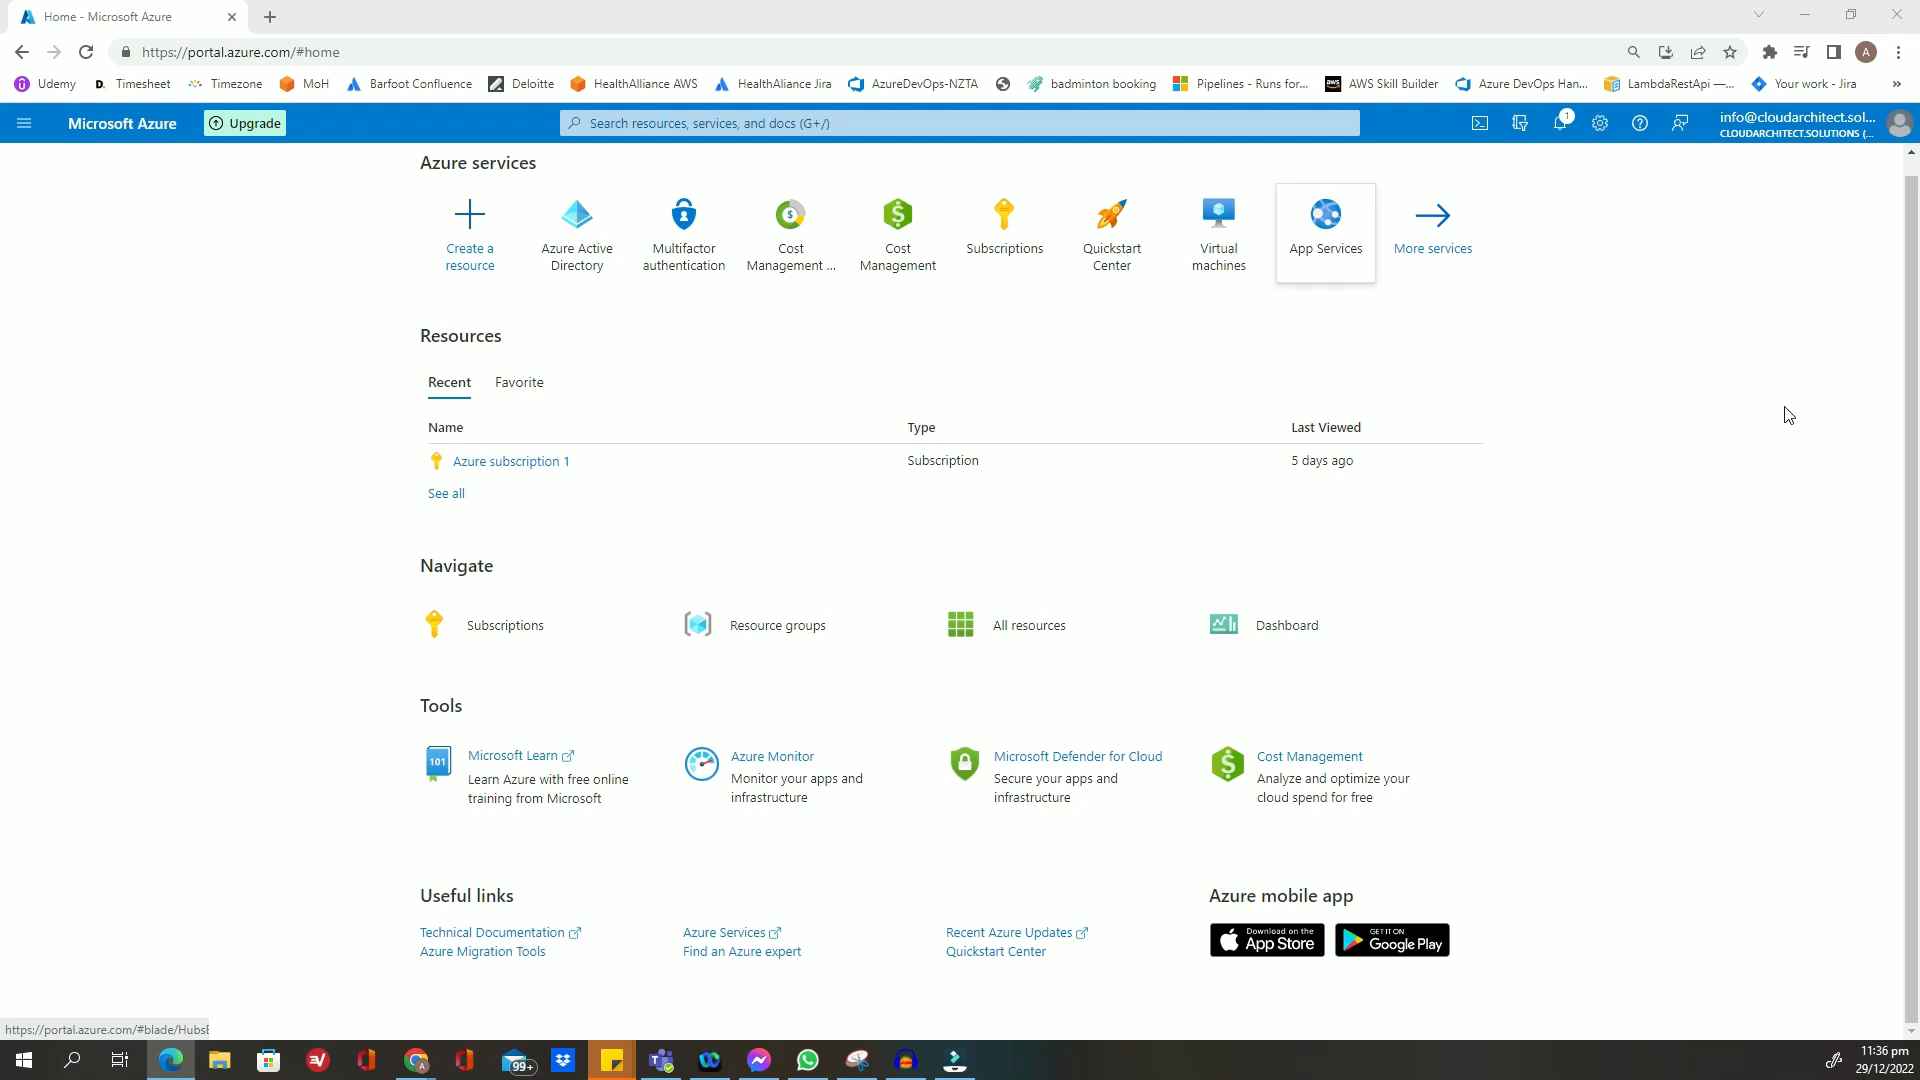 Home - Microsoft Azure
https://portal.azure.com/#home
A
Udemy
D. Timesheet
Timezone
MoH
Barfoot Confluence
Deloitte
HealthAlliance AWS
HealthAliance Jira
AzureDevOps-NZTA
badminton booking
Pipelines - Runs for...
aws AWS Skill Builder
Azure DevOps Han...
LambdaRestApi —...
Your work - Jira
»
Microsoft Azure
Upgrade
Search resources, services, and docs (G+/)
1
info@cloudarchitect.sol...
CLOUDARCHITECT.SOLUTIONS (...
Azure services
Create a
resource
Azure Active
Directory
Multifactor
authentication
Cost
Management ...
Cost
Management
Subscriptions
Quickstart
Center
Virtual
machines
App Services
More services
Resources
Recent
Favorite
Name
Type
Last Viewed
Azure subscription 1
Subscription
5 days ago
See all
Navigate
Subscriptions
Resource groups
All resources
Dashboard
Tools
101
Microsoft Learn
Learn Azure with free online
training from Microsoft
Azure Monitor
Monitor your apps and
infrastructure
Microsoft Defender for Cloud
Secure your apps and
infrastructure
Cost Management
Analyze and optimize your
cloud spend for free
Useful links
Technical Documentation
Azure Migration Tools
Azure Services
Find an Azure expert
Recent Azure Updates
Quickstart Center
Azure mobile app
Download on the
App Store
GET IT ON
Google Play
https://portal.azure.com/#blade/HubsE
99+
11:36 pm
29/12/2022